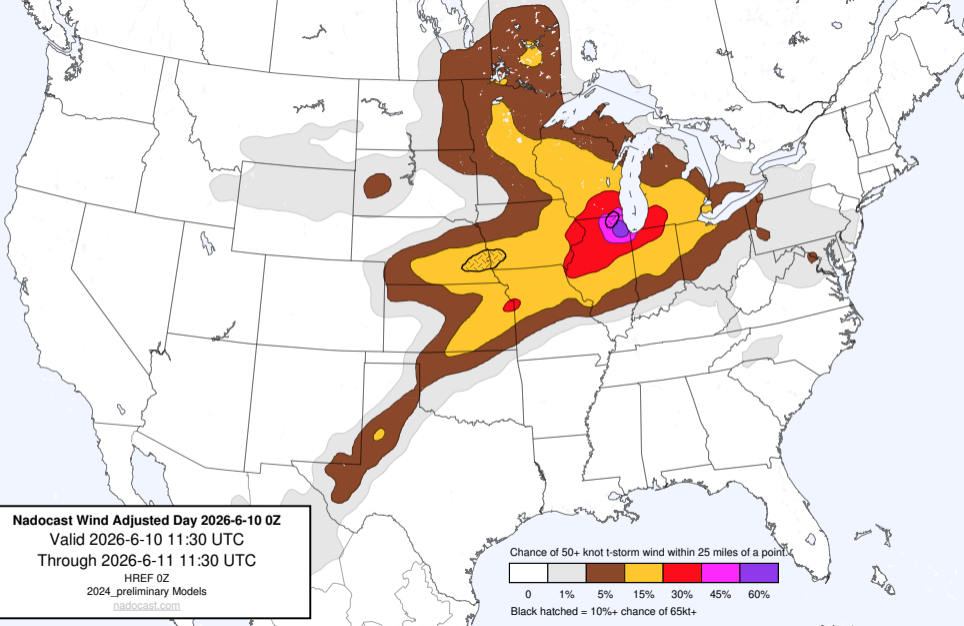 Nadocast Wind Adjusted Day 2026-6-10 0Z
Valid 2026-6-10 11:30 UTC
Through 2026-6-11 11:30 UTC
HREF 0Z
2024_preliminary Models
nadocast.com
Chance of 50+ knot t-storm wind within 25 miles of a point.
0 1% 5% 15% 30% 45% 60%
Black hatched = 10%+ chance of 65kt+